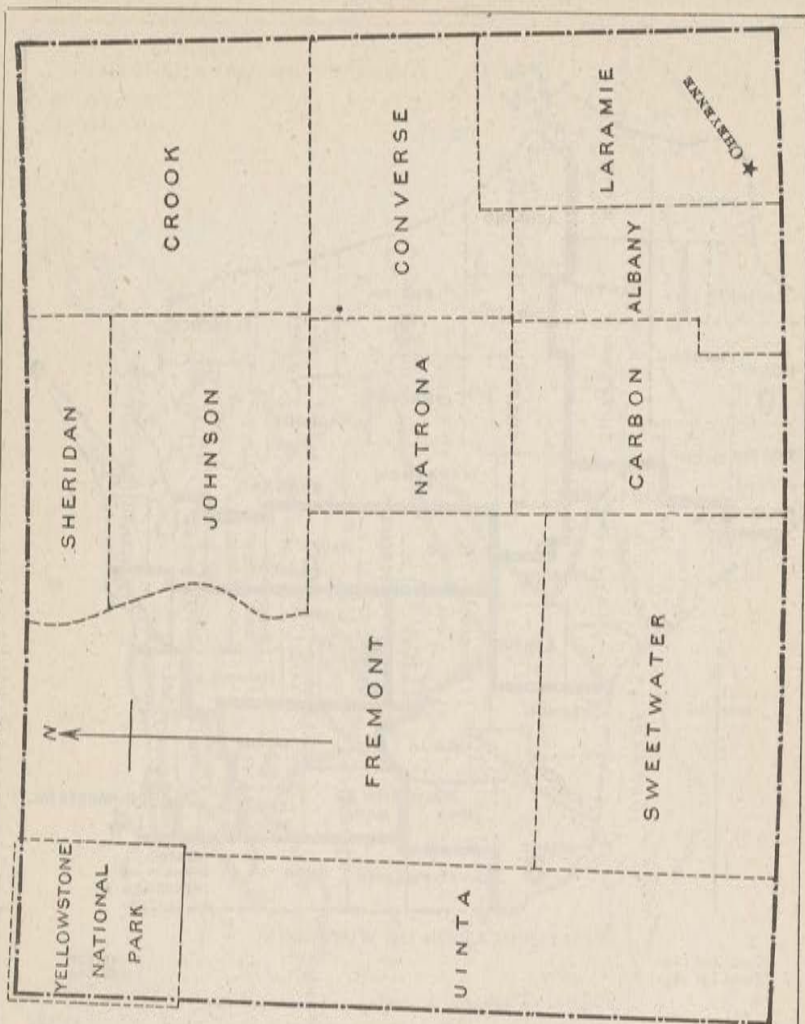 YELLOWSTONE
NATIONAL
PARK
N
SHERIDAN
CROOK
JOHNSON
FREMONT
NATRONA
CONVERSE
UINTA
SWEETWATER
CARBON
ALBANY
LARAMIE
CHEYENNE